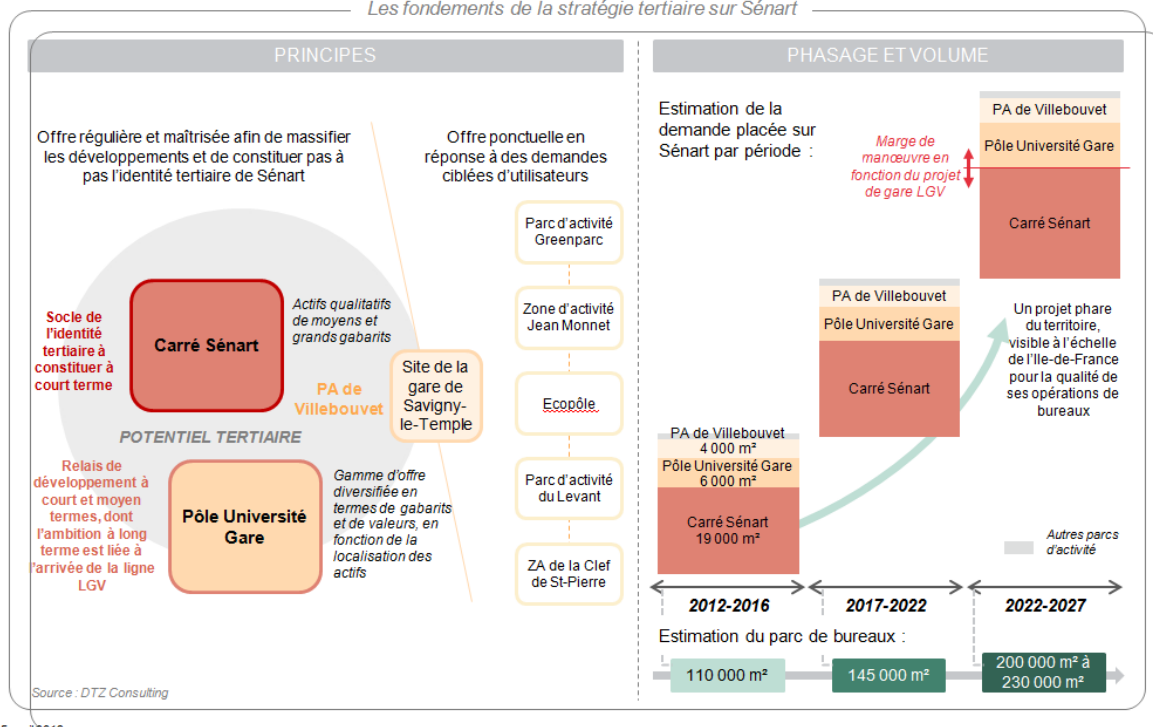 Les fondements de la stratégie tertiaire sur Sénart
PRINCIPES
Offre régulière et maîtrisée afin de massifier
les développements et de constituer pas à
pas l'identité tertiaire de Sénart
Offre ponctuelle en
réponse à des demandes
ciblées d'utilisateurs
Socle de
l'identité
tertiaire à
constituer à
court terme
Carré Sénart
Actifs qualitatifs
de moyens et
grands gabarits
PA de
Villebouvet
Site de la
gare de
Savigny-
le-Temple
POTENTIEL TERTIAIRE
Relais de
développement à
court et moyen
termes, dont
l'ambition à long
terme est liée à
l'arrivée de la ligne
LGV
Pôle Université
Gare
Gamme d'offre
diversifiée en
termes de gabarits
et de valeurs, en
fonction de la
localisation des
actifs
Parc d'activité
Greenparc
Zone d'activité
Jean Monnet
Ecopôle
Parc d'activité
du Levant
ZA de la Clef
de St-Pierre
Source : DTZ Consulting
PHASAGE ET VOLUME
Estimation de la
demande placée sur
Sénart par période :
Marge de
manœuvre en
fonction du projet
de gare LGV
PA de Villebouvet
Pôle Université Gare
Carré Sénart
PA de Villebouvet
Pôle Université Gare
Carré Sénart
PA de Villebouvet
4 000 m²
Pôle Université Gare
6 000 m²
Carré Sénart
19 000 m²
Un projet phare
du territoire,
visible à l'échelle
de l'Ile-de-France
pour la qualité de
ses opérations de
bureaux
Autres parcs
d'activité
2012-2016
2017-2022
2022-2027
Estimation du parc de bureaux :
110 000 m²
145 000 m²
200 000 m² à
230 000 m²